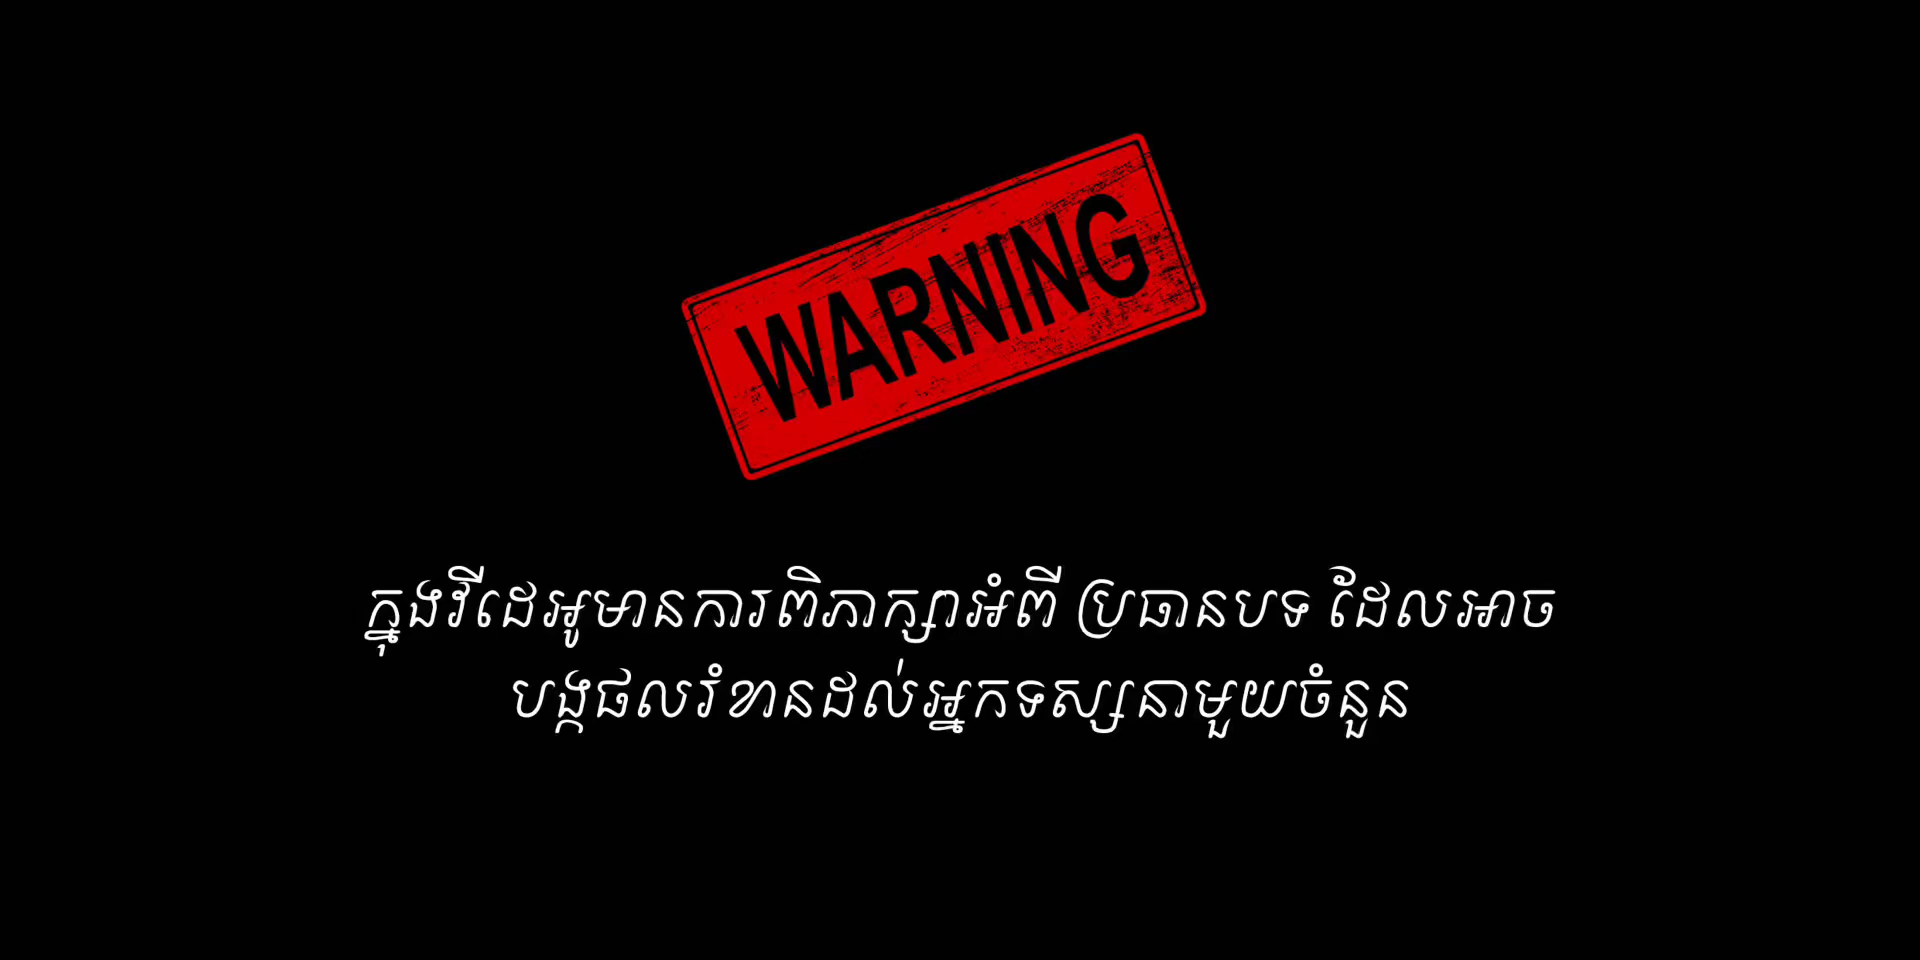 WARNING
ក្នុងវីដេអូមានការពិភាក្សាអំពី ប្រធានបទ ដែលអាច
បង្កផលរំខានដល់អ្នកទស្សនាមួយចំនួន